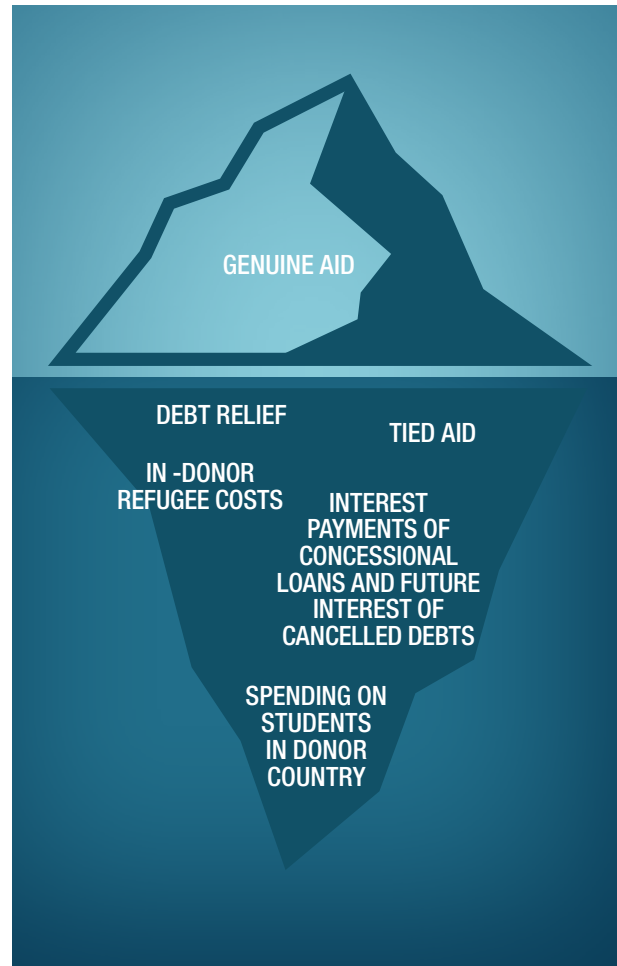 GENUINE AID
DEBT RELIEF
TIED AID
IN -DONOR
REFUGEE COSTS
INTEREST
PAYMENTS OF
CONCESSIONAL
LOANS AND FUTURE
INTEREST OF
CANCELLED DEBTS
SPENDING ON
STUDENTS
IN DONOR
COUNTRY